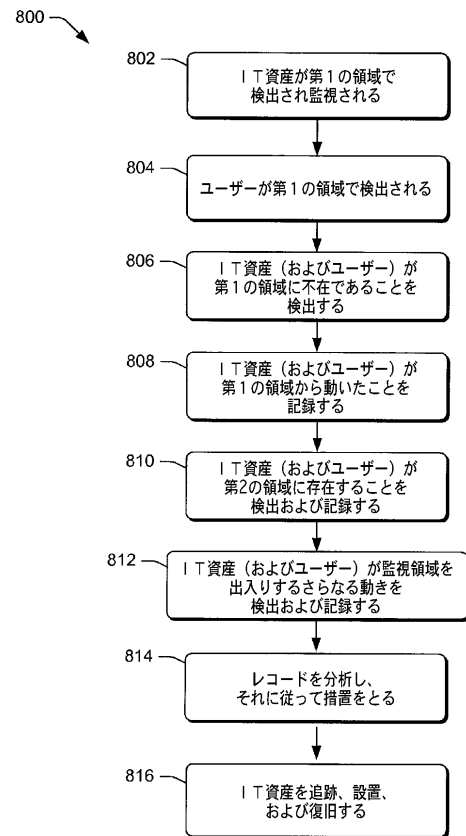 800
802
ＩＴ資産が第１の領域で
検出され監視される
804
ユーザーが第１の領域で検出される
806
ＩＴ資産（およびユーザー）が
第１の領域に不在であることを
検出する
808
ＩＴ資産（およびユーザー）が
第１の領域から動いたことを
記録する
810
ＩＴ資産（およびユーザー）が
第2の領域に存在することを
検出および記録する
812
ＩＴ資産（およびユーザー）が監視領域を
出入りするさらなる動きを
検出および記録する
814
レコードを分析し、
それに従って措置をとる
816
ＩＴ資産を追跡、設置、
および復旧する